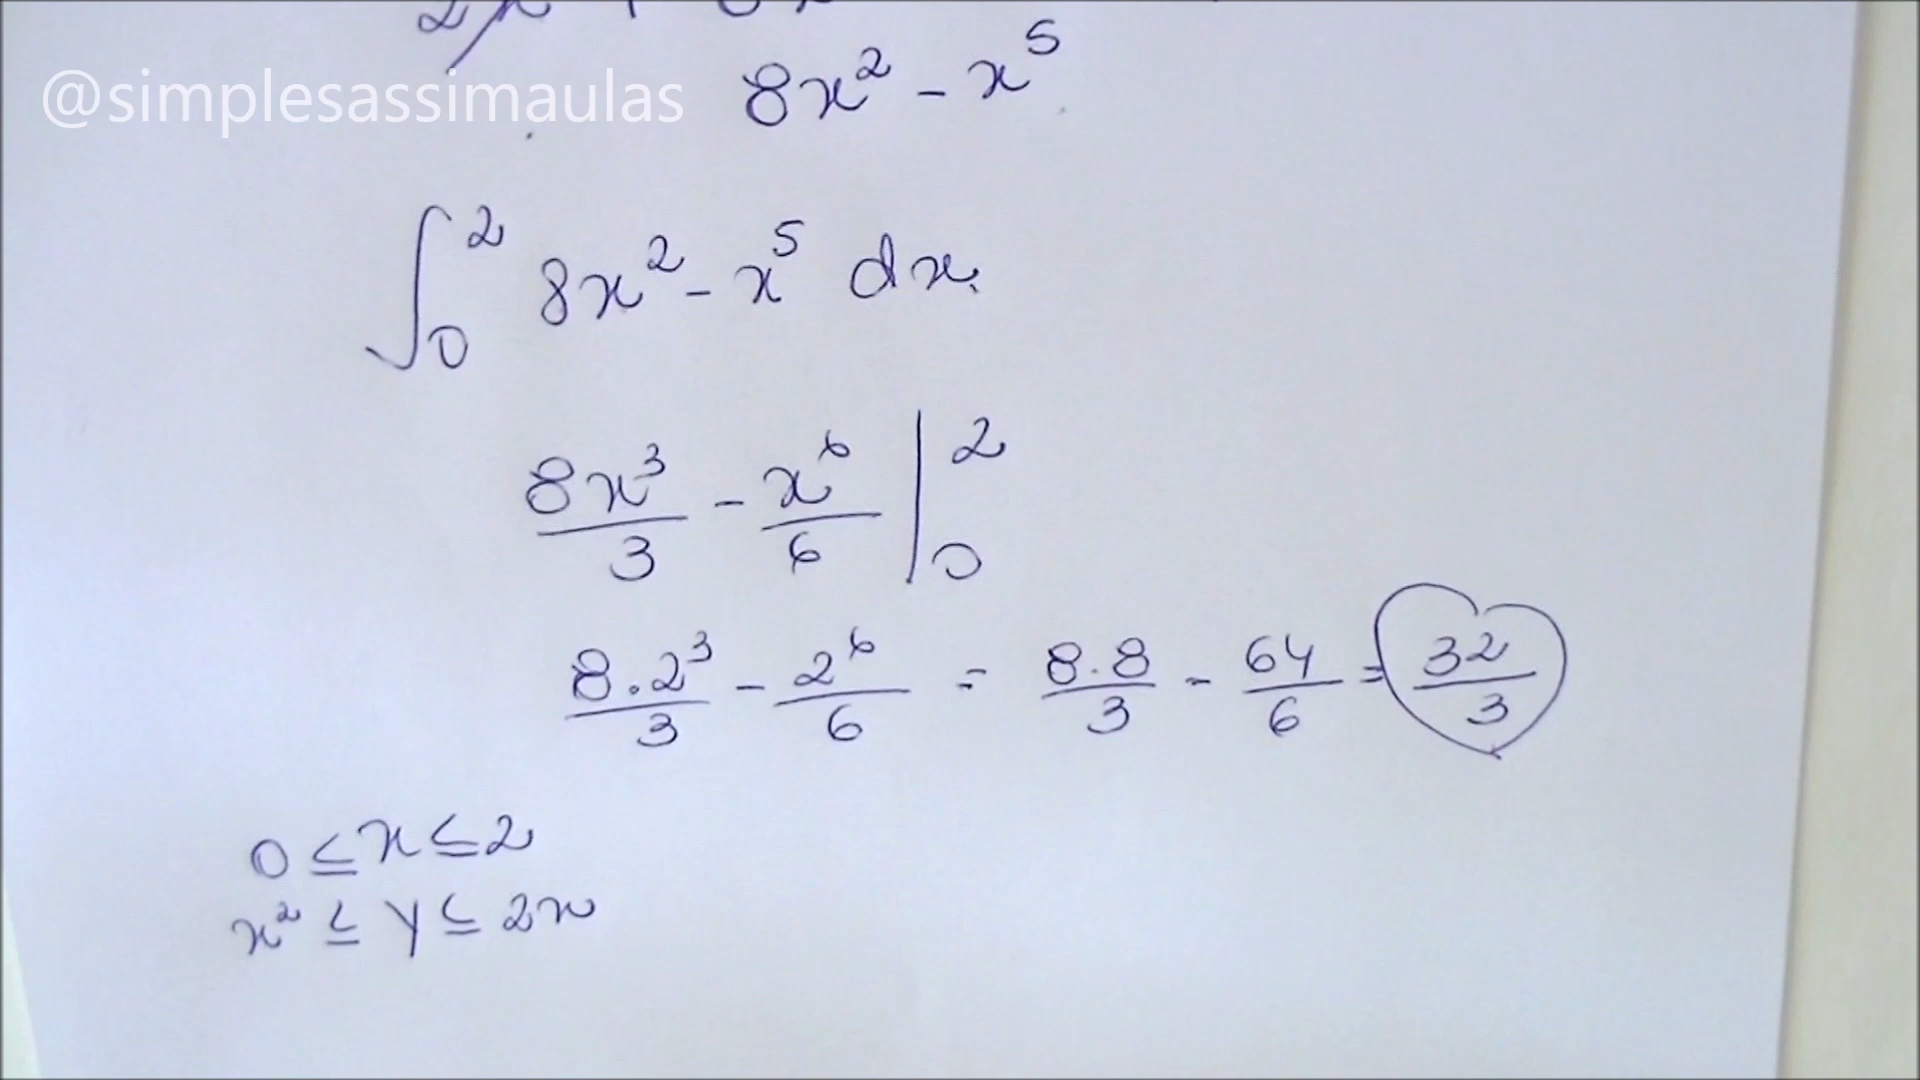 @simplesassimaulas
8x² - x⁵
∫₀² 8x² - x⁵ dx.
8x³/3 - x⁶/6 |₀²
8.2³/3 - 2⁶/6 = 8.8/3 - 64/6 = 32/3
0 ≤ x ≤ 2
x² ≤ y ≤ 2x